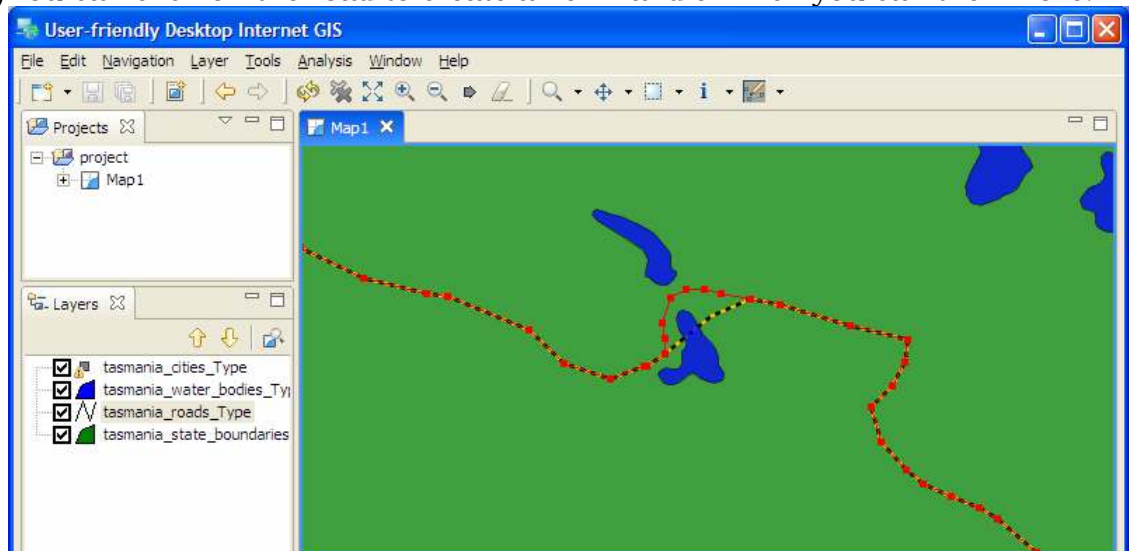 User-friendly Desktop Internet GIS
File Edit Navigation Layer Tools Analysis Window Help
Projects
Map1
project
Map1
Layers
tasmania_cities_Type
tasmania_water_bodies_Ty
tasmania_roads_Type
tasmania_state_boundaries